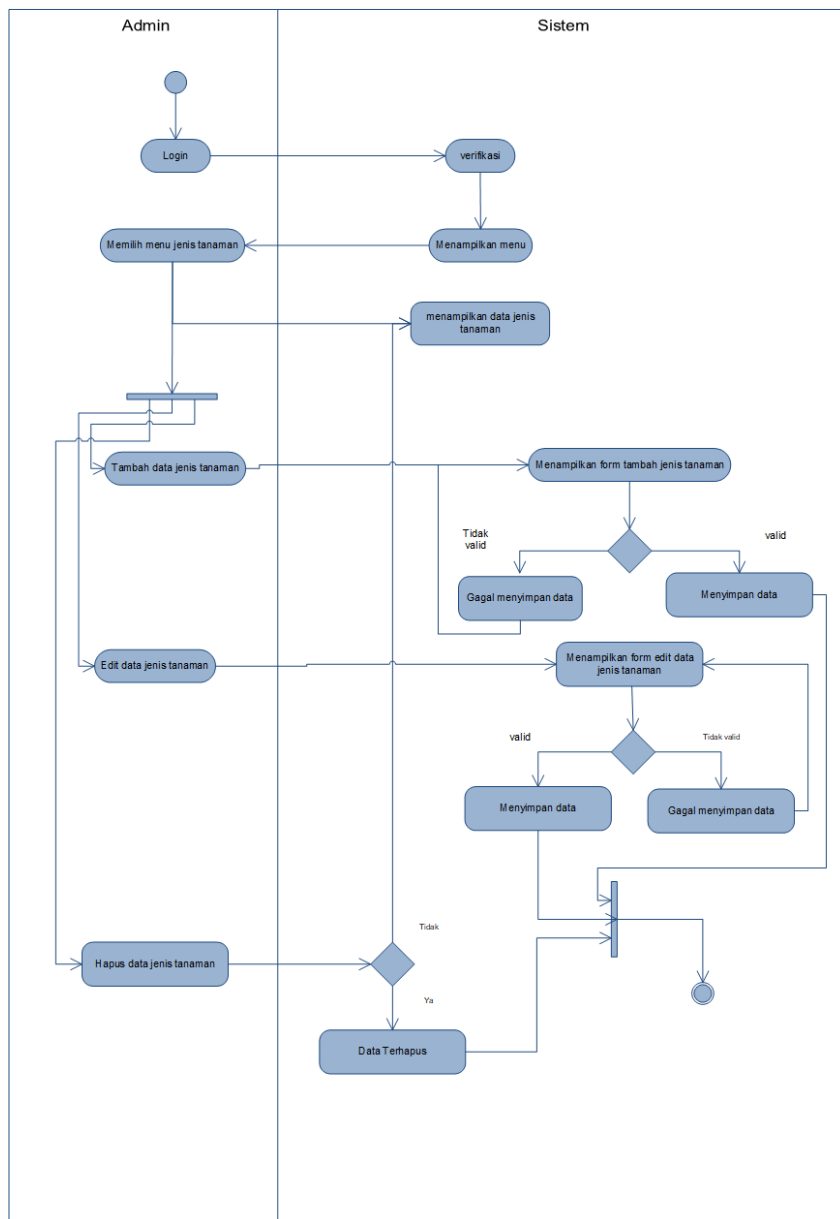 Admin
Sistem
Login
verifikasi
Memilih menu jenis tanaman
Menampilkan menu
menampilkan data jenis
tanaman
Tambah data jenis tanaman
Menampilkan form tambah jenis tanaman
Tidak
valid
valid
Gagal menyimpan data
Menyimpan data
Edit data jenis tanaman
Menampilkan form edit data
jenis tanaman
valid
Tidak valid
Menyimpan data
Gagal menyimpan data
Tidak
Hapus data jenis tanaman
Ya
Data Terhapus